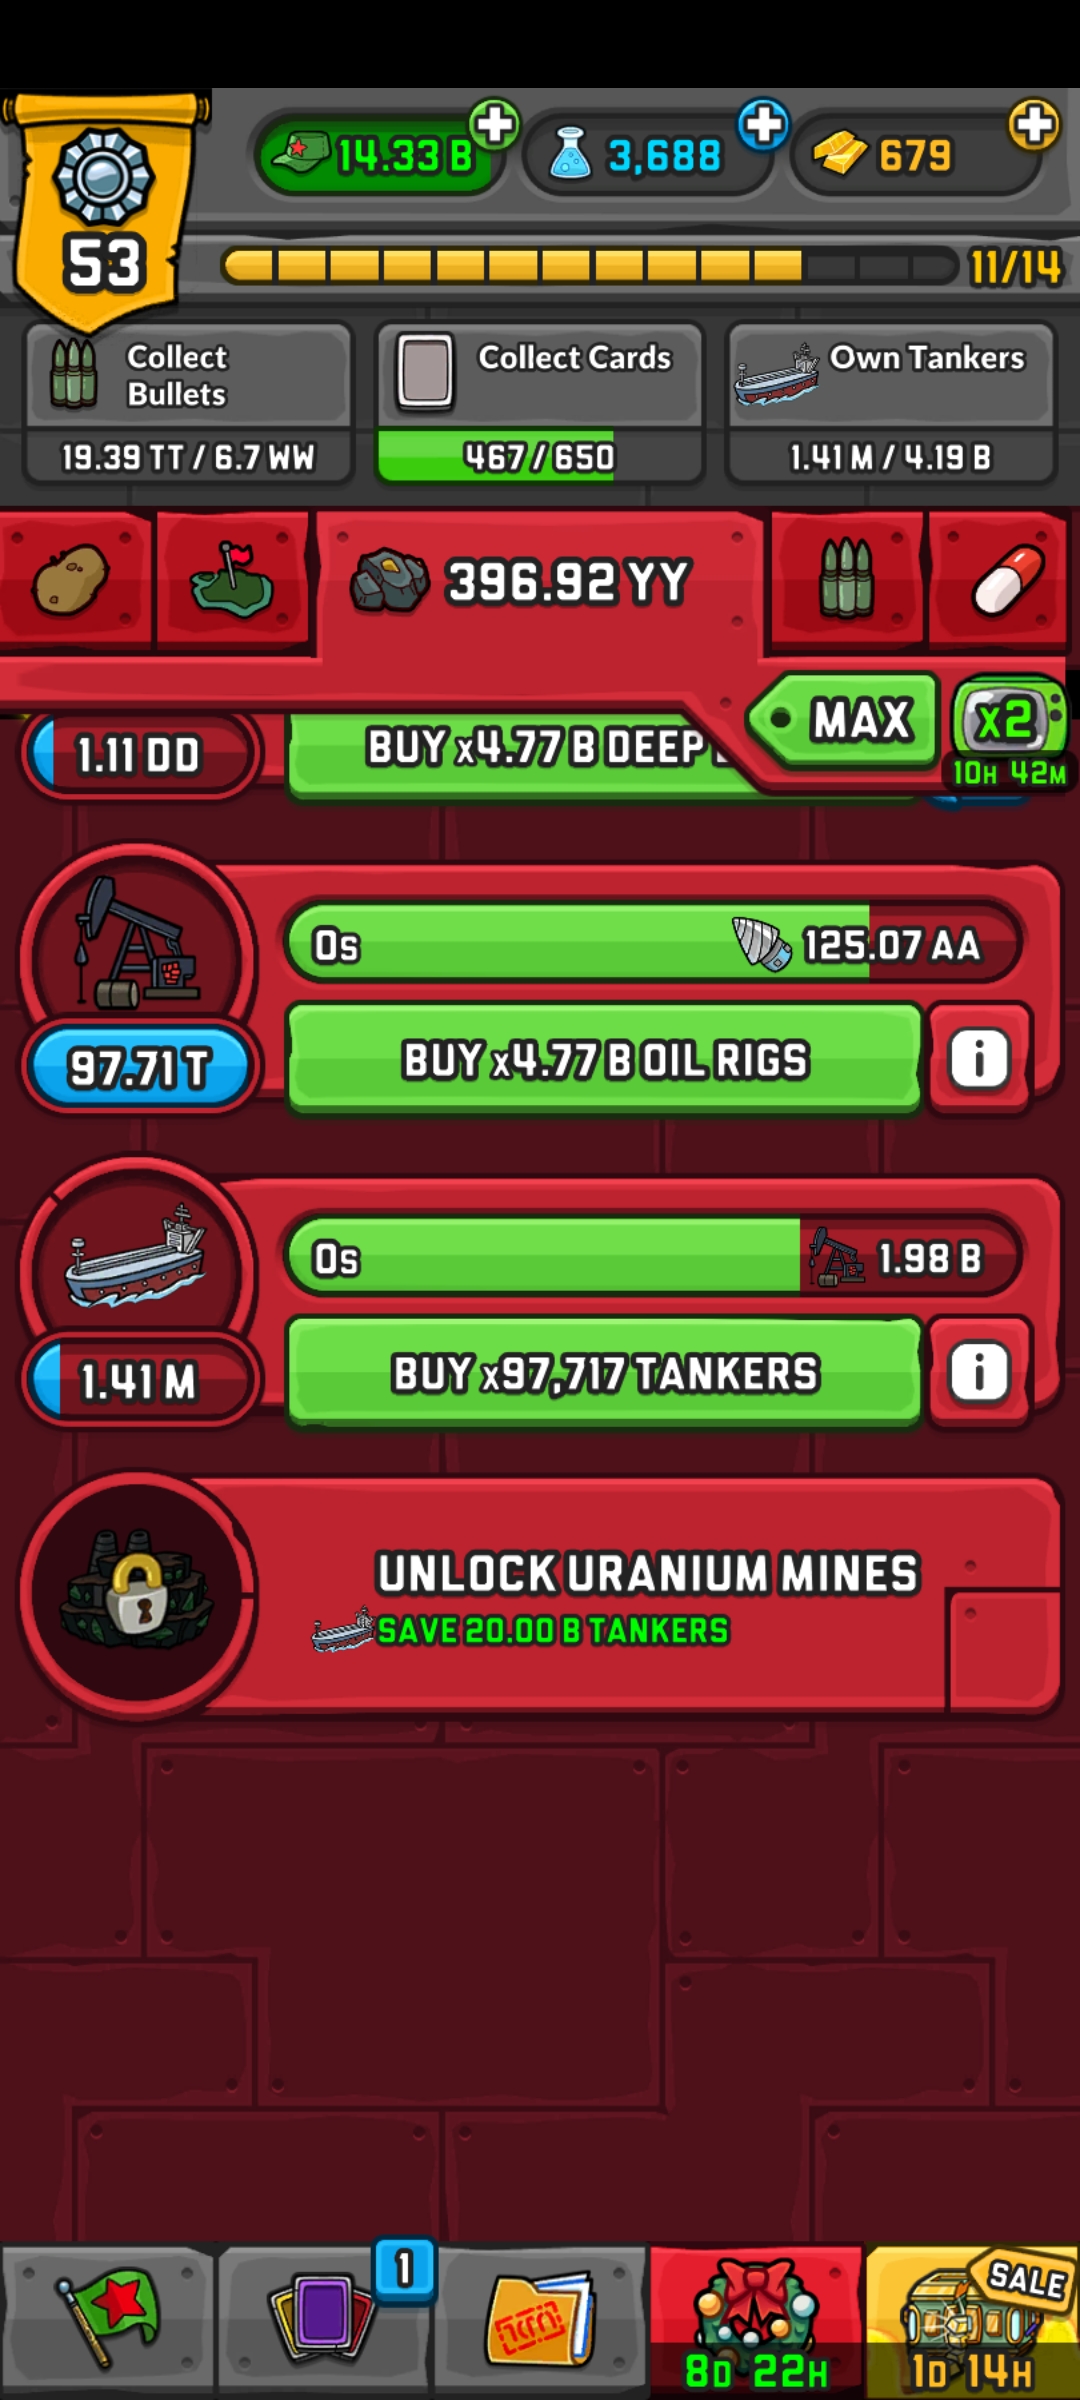 14.33 B
3,688
679
53
11/14
Collect
Bullets
Collect Cards
Own Tankers
19.39 TT / 6.7 WW
467/650
1.41 M / 4.19 B
396.92 YY
MAX
x2
10H 42M
1.11 DD
BUY x4.77 B DEEP
0s
125.07 AA
97.71 T
BUY x4.77 B OIL RIGS
i
0s
1.98 B
1.41 M
BUY x97,717 TANKERS
i
UNLOCK URANIUM MINES
SAVE 20.00 B TANKERS
1
SALE
8D 22H
1D 14H